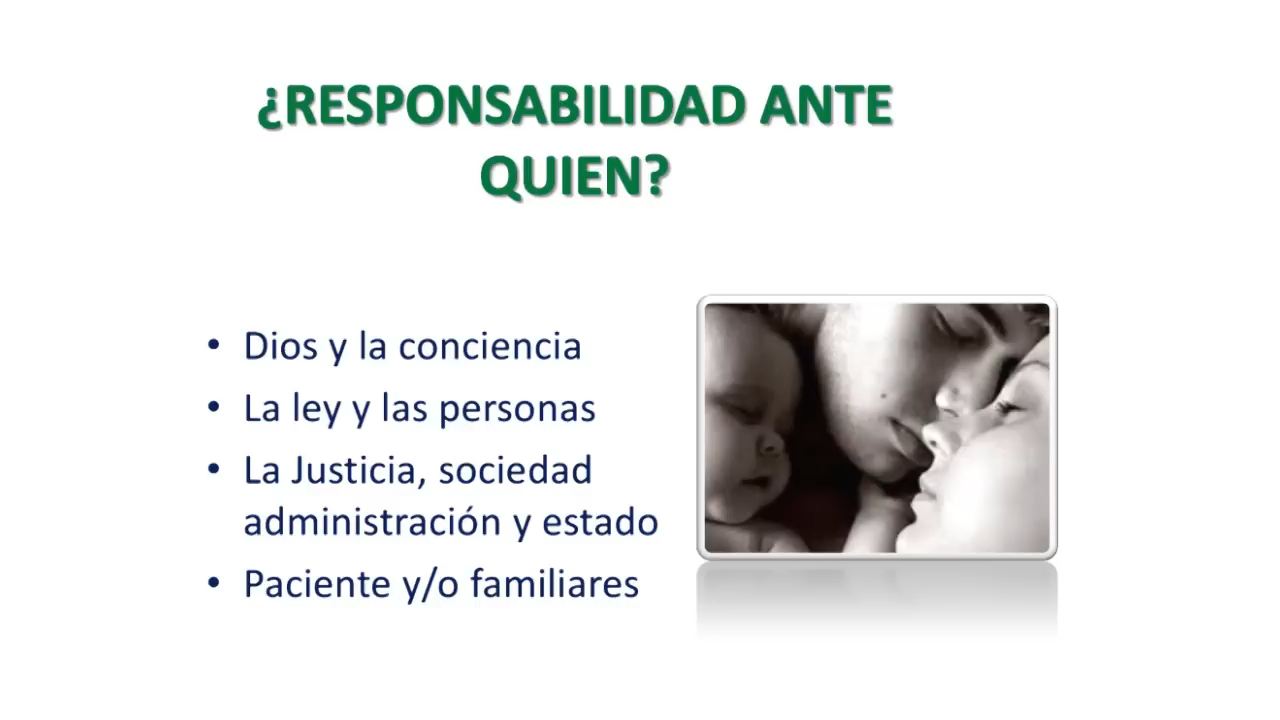 ¿RESPONSABILIDAD ANTE
QUIEN?
• Dios y la conciencia
• La ley y las personas
• La Justicia, sociedad
administración y estado
• Paciente y/o familiares